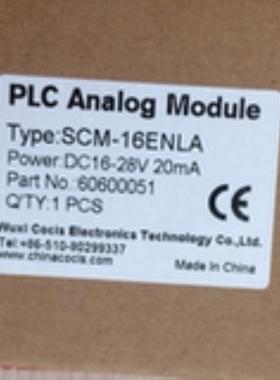 PLC Analog Module
Type:SCM-16ENLA
Power:DC16-28V 20mA
Part No.:60600051
Q'TY:1 PCS
CE
Wuxi Cocis Electronics Technology Co.,Ltd.
Tel:+86-510-80299337
www.chinacocis.com
Made In China